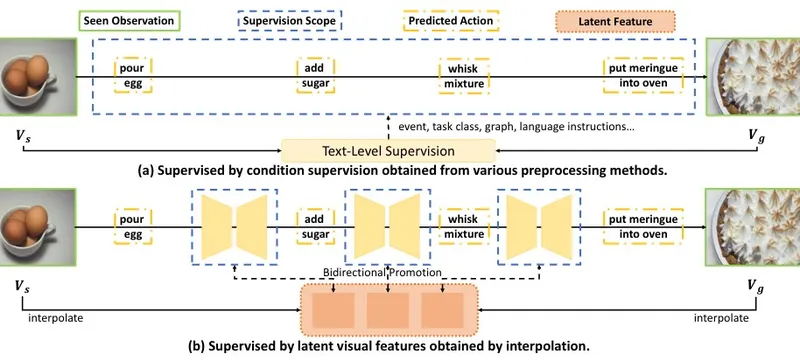 Seen Observation
Supervision Scope
Predicted Action
Latent Feature
pour
egg
add
sugar
whisk
mixture
put meringue
into oven
event, task class, graph, language instructions…
V_s
V_g
Text-Level Supervision
(a) Supervised by condition supervision obtained from various preprocessing methods.
pour
egg
add
sugar
whisk
mixture
put meringue
into oven
Bidirectional Promotion
V_s
V_g
interpolate
interpolate
(b) Supervised by latent visual features obtained by interpolation.